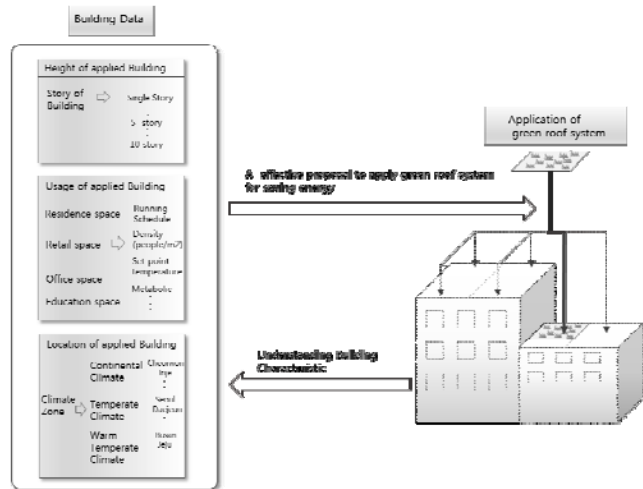 Building Data
Height of applied Building
Story of
Building
Single Story
5 story
10 story
Usage of applied Building
Residence space
Running
Schedule
Retail space
Density
(people/m2)
Office space
Set point
temperature
Education space
Metabolic
Location of applied Building
Continental
Climate
Inje
Climate
Zone
Temperate
Climate
Seoul
Daejeon
Warm
Temperate
Climate
Busan
Jeju
A effective proposal to apply green roof system
for saving energy
Understanding Building
Characteristic
Application of
green roof system